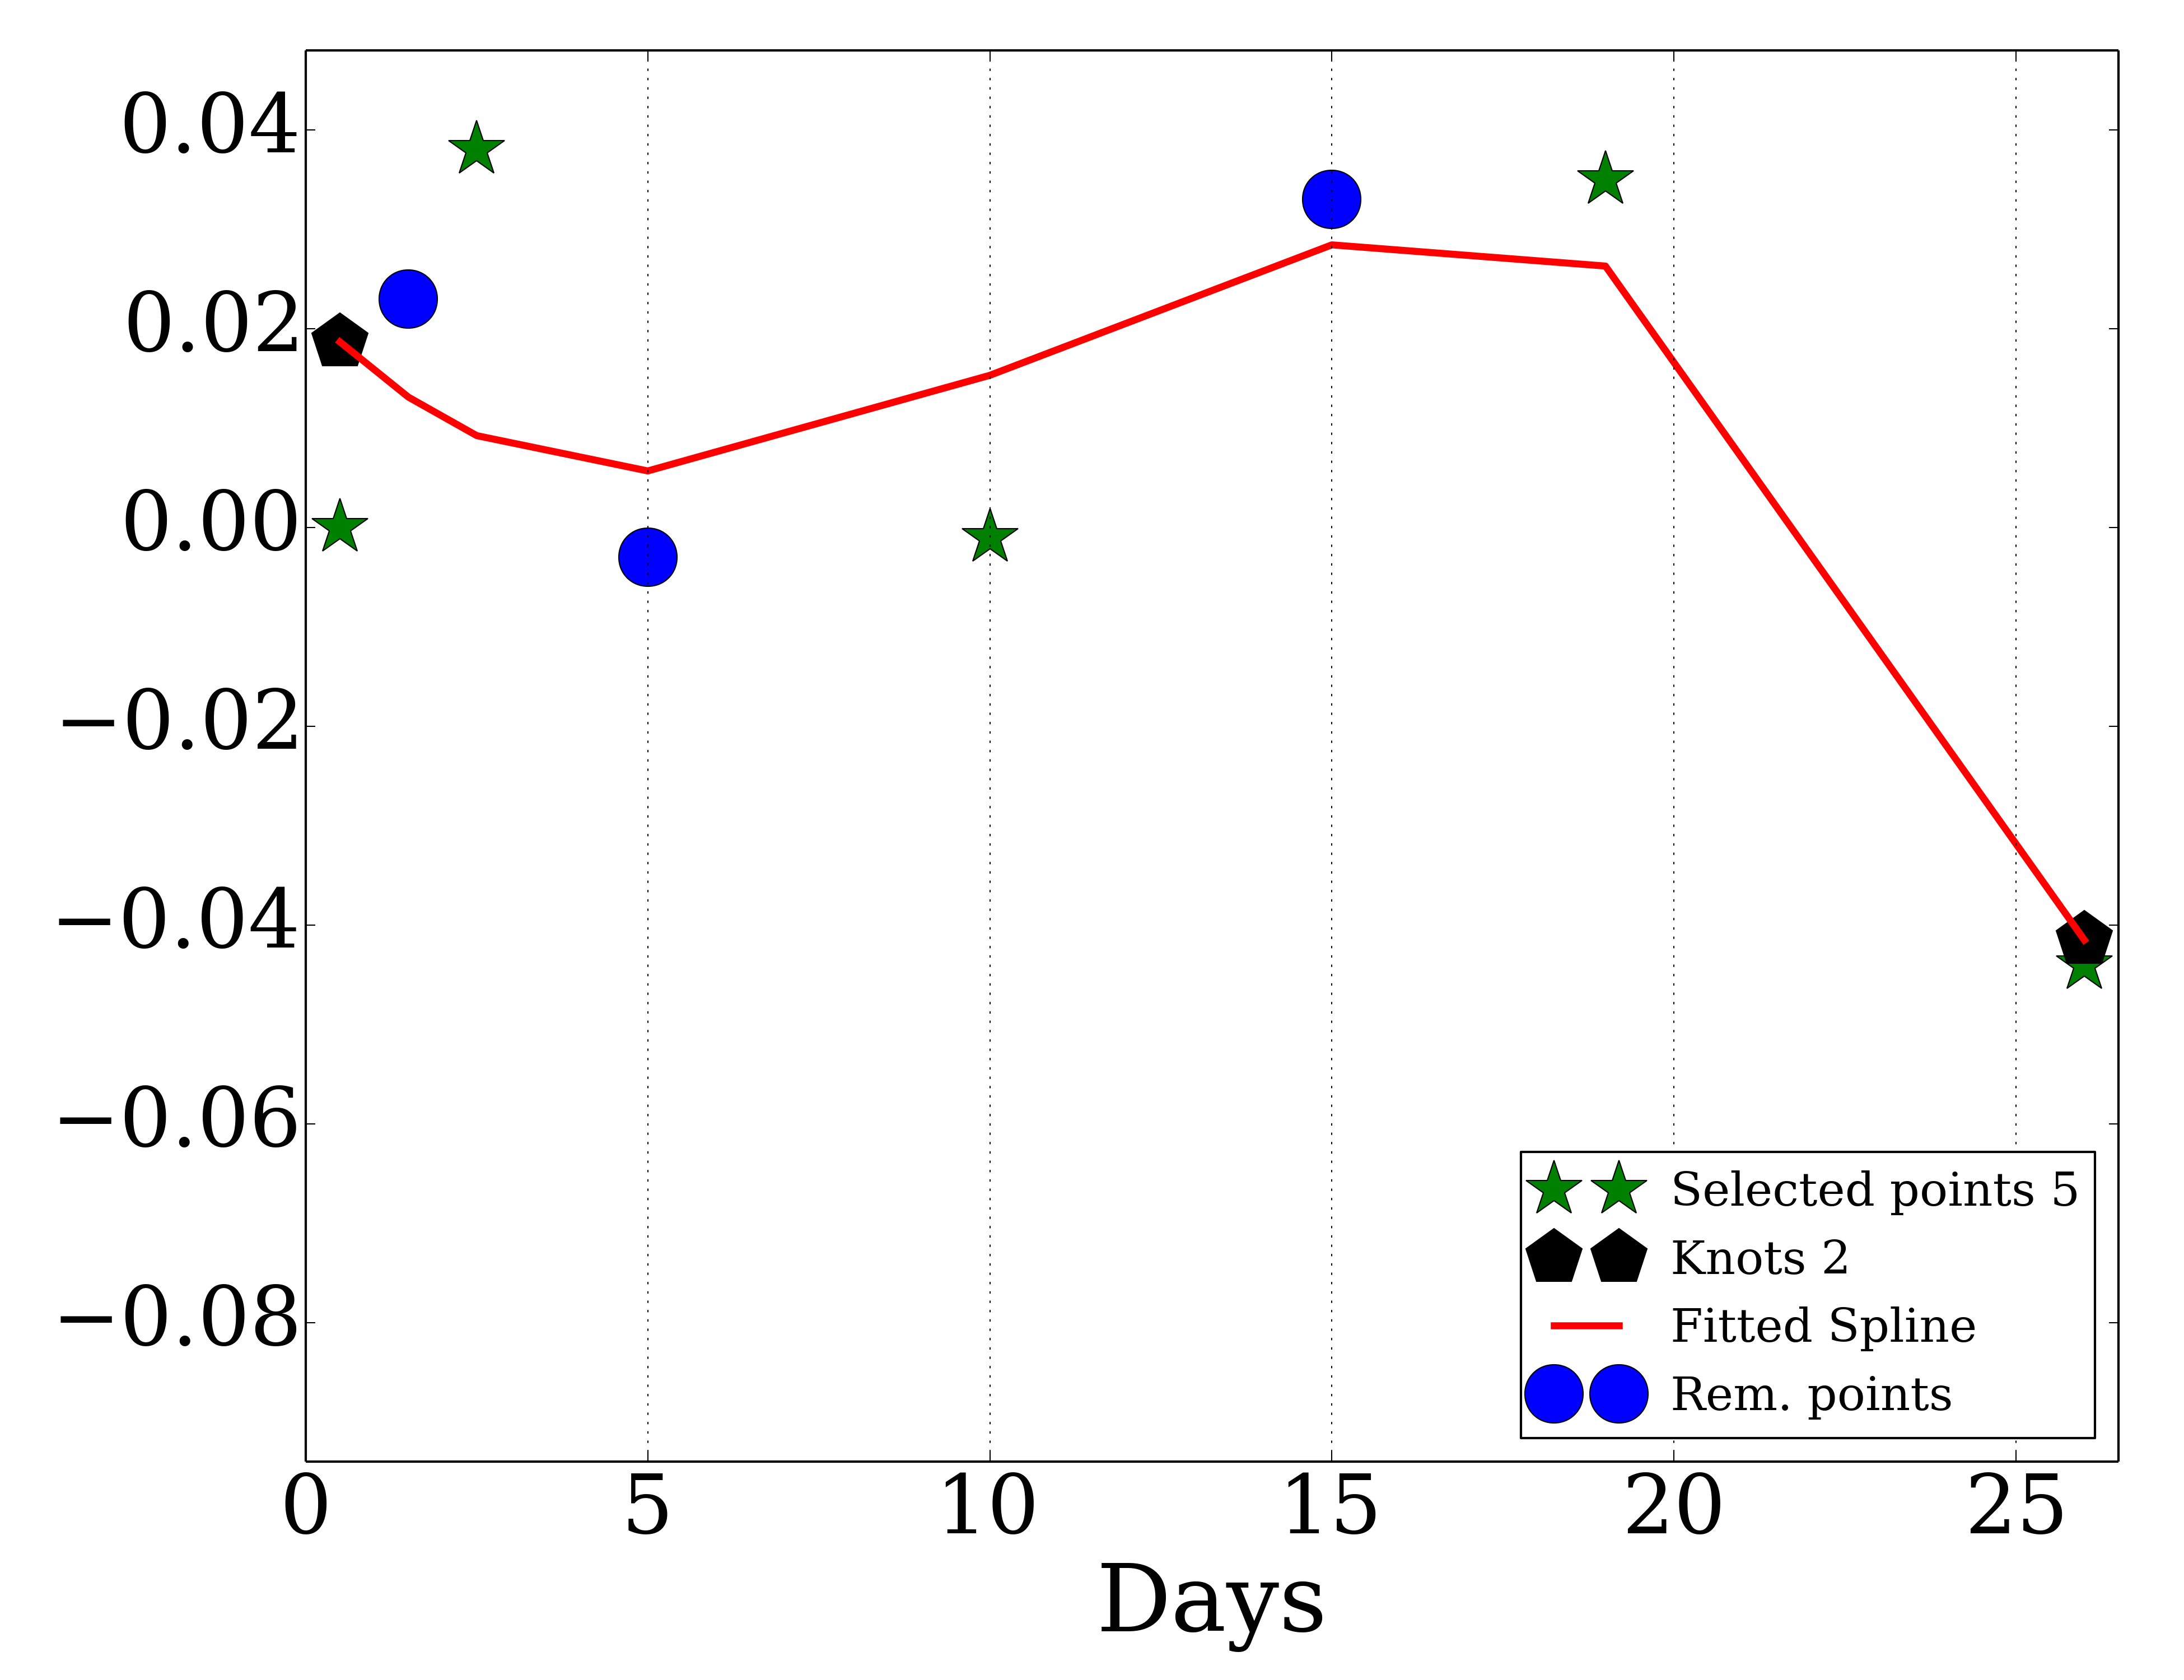 0.04
0.02
0.00
−0.02
−0.04
−0.06
−0.08
Selected points 5
Knots 2
Fitted Spline
Rem. points
0 5 10 15 20 25
Days